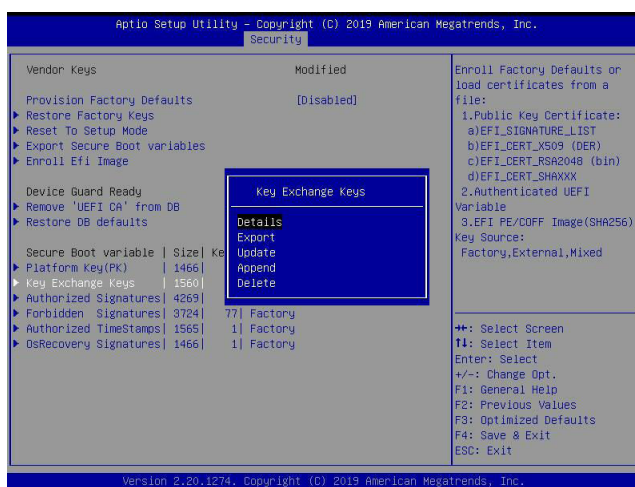 Aptio Setup Utility – Copyright (C) 2019 American Megatrends, Inc.
Security
Vendor Keys Modified
Provision Factory Defaults [Disabled]
Restore Factory Keys
Reset To Setup Mode
Export Secure Boot variables
Enroll Efi Image
Device Guard Ready
Remove 'UEFI CA' from DB
Restore DB defaults
Secure Boot variable | Size| Ke
Platform Key(PK) | 1466|
Key Exchange Keys | 1560|
Authorized Signatures| 4269|
Forbidden Signatures| 3724| 77| Factory
Authorized TimeStamps| 1565| 1| Factory
OsRecovery Signatures| 1466| 1| Factory
Key Exchange Keys
Details
Export
Update
Append
Delete
Enroll Factory Defaults or
load certificates from a
file:
1.Public Key Certificate:
a)EFI_SIGNATURE_LIST
b)EFI_CERT_X509 (DER)
c)EFI_CERT_RSA2048 (bin)
d)EFI_CERT_SHAXXX
2.Authenticated UEFI
Variable
3.EFI PE/COFF Image(SHA256)
Key Source:
Factory,External,Mixed
→←: Select Screen
↑↓: Select Item
Enter: Select
+/-: Change Opt.
F1: General Help
F2: Previous Values
F3: Optimized Defaults
F4: Save & Exit
ESC: Exit
Version 2.20.1274. Copyright (C) 2019 American Megatrends, Inc.